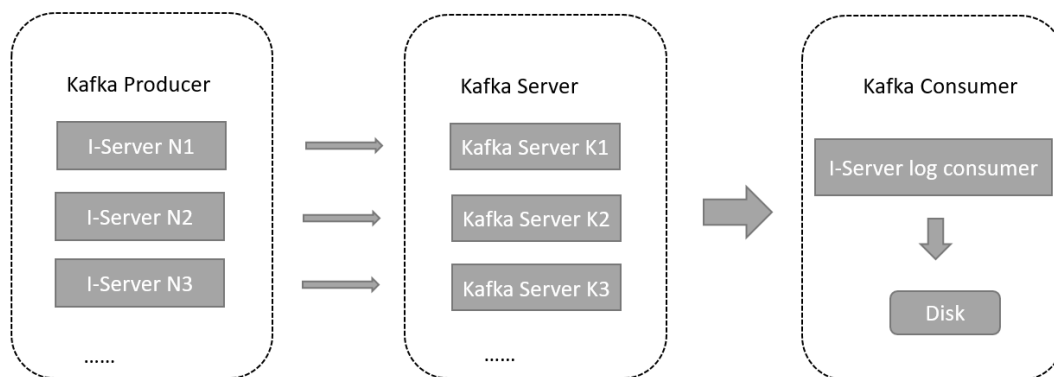 Kafka Producer
I-Server N1
I-Server N2
I-Server N3
......
Kafka Server
Kafka Server K1
Kafka Server K2
Kafka Server K3
......
Kafka Consumer
I-Server log consumer
Disk